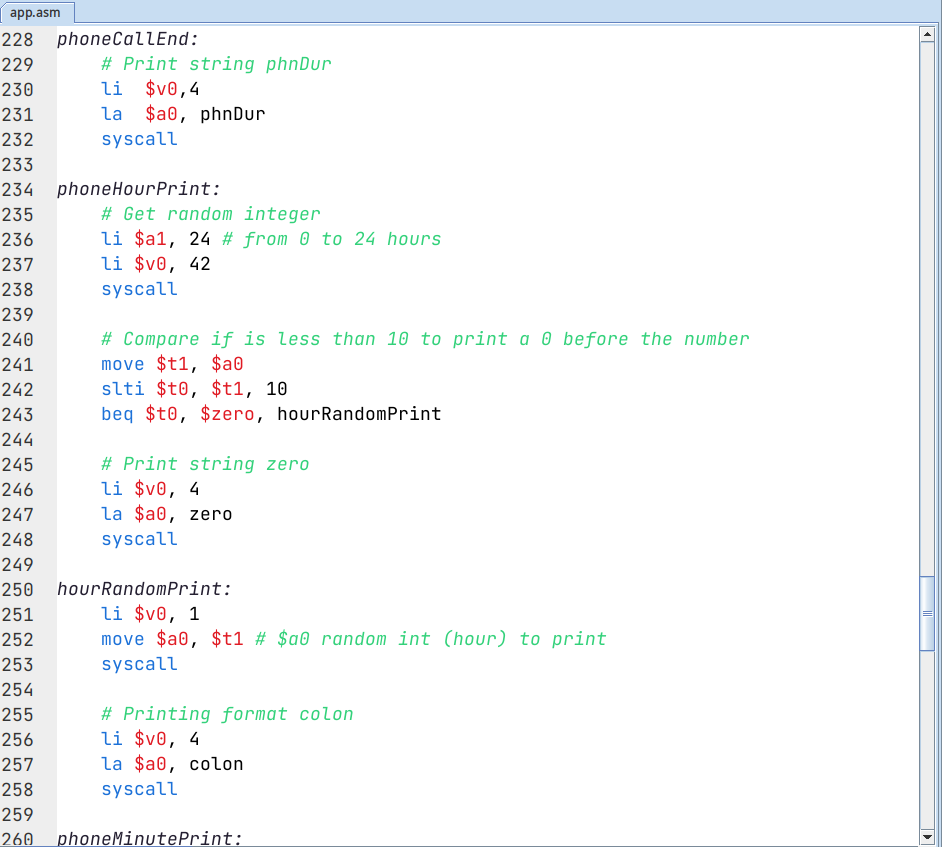 app.asm
228 phoneCallEnd:
229     # Print string phnDur
230     li  $v0,4
231     la  $a0, phnDur
232     syscall
233
234 phoneHourPrint:
235     # Get random integer
236     li $a1, 24 # from 0 to 24 hours
237     li $v0, 42
238     syscall
239
240     # Compare if is less than 10 to print a 0 before the number
241     move $t1, $a0
242     slti $t0, $t1, 10
243     beq $t0, $zero, hourRandomPrint
244
245     # Print string zero
246     li $v0, 4
247     la $a0, zero
248     syscall
249
250 hourRandomPrint:
251     li $v0, 1
252     move $a0, $t1 # $a0 random int (hour) to print
253     syscall
254
255     # Printing format colon
256     li $v0, 4
257     la $a0, colon
258     syscall
259
260 phoneMinutePrint: